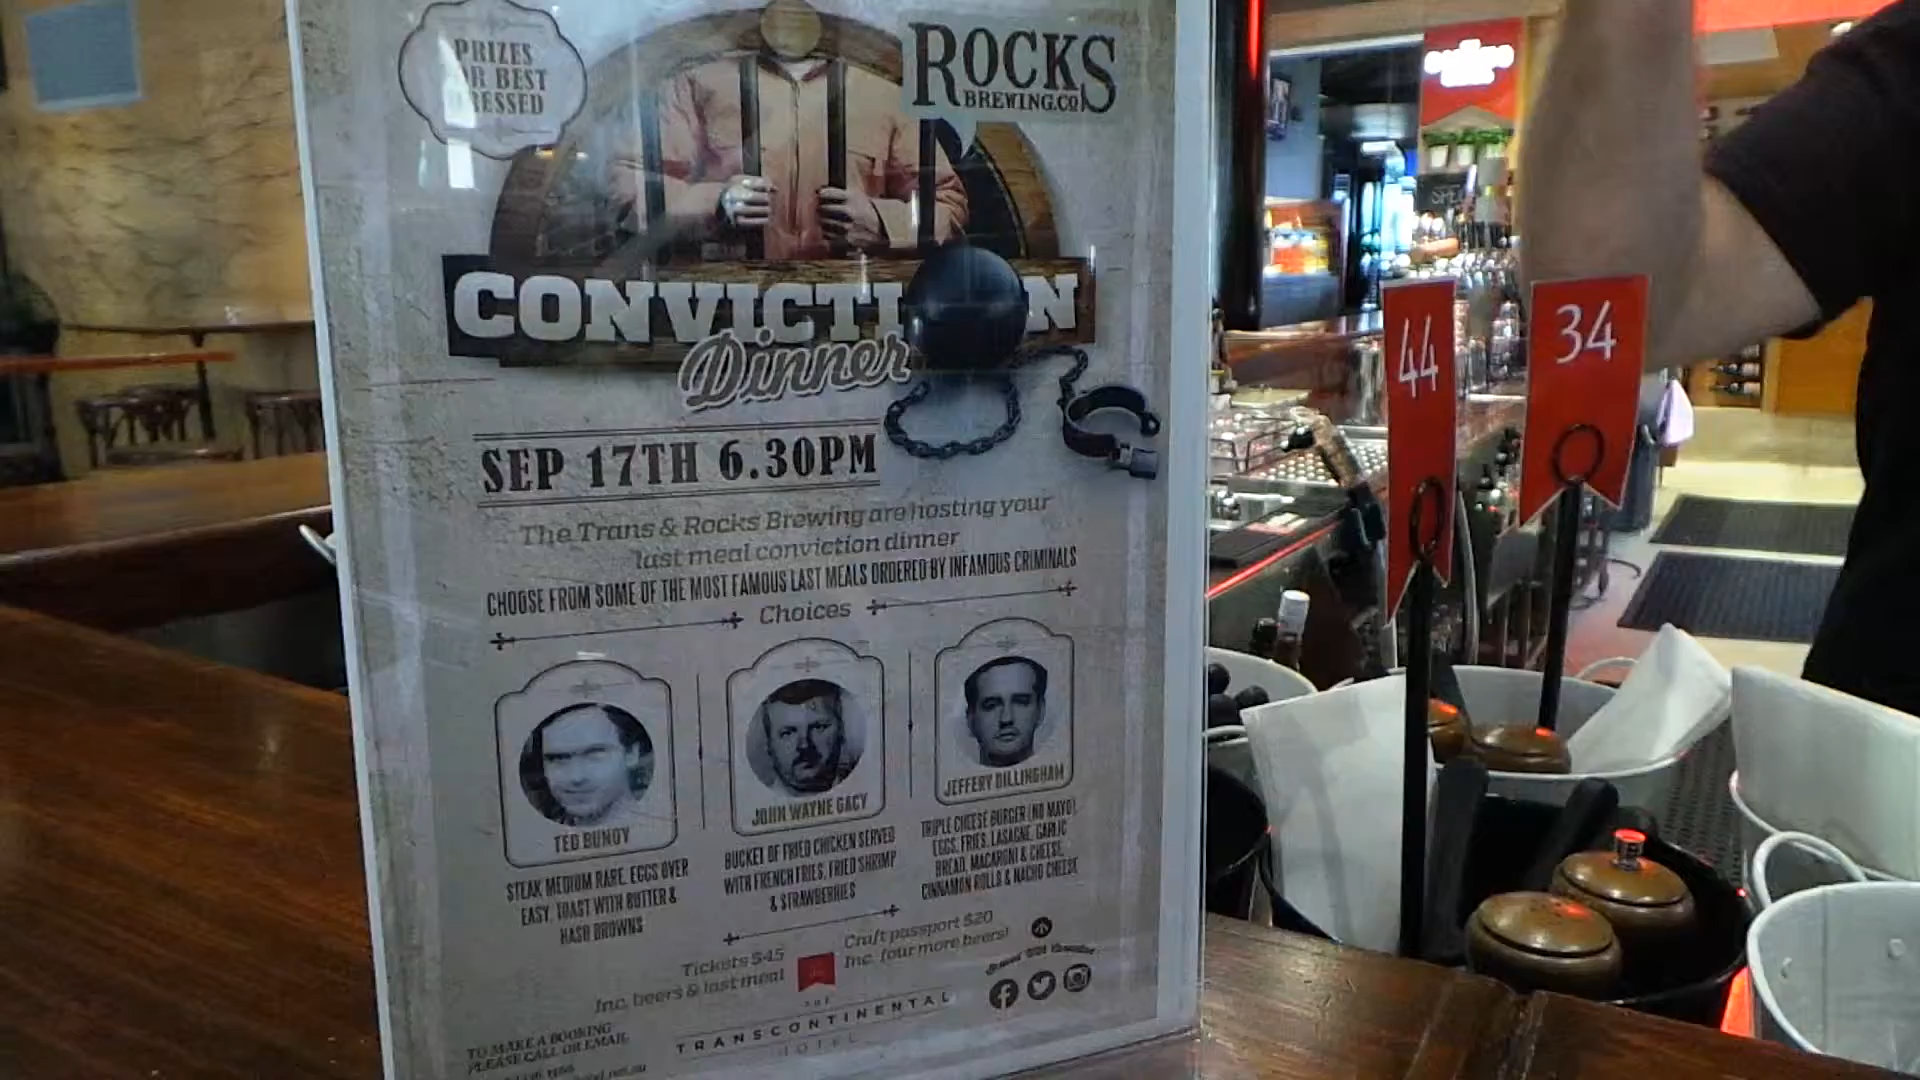 PRIZES
FOR BEST
DRESSED
ROCKS
BREWING.CO
CONVICTION
Dinner
SEP 17TH 6.30PM
The Trans & Rocks Brewing are hosting your
last meal conviction dinner
CHOOSE FROM SOME OF THE MOST FAMOUS LAST MEALS ORDERED BY INFAMOUS CRIMINALS
Choices
TED BUNDY
STEAK MEDIUM RARE, EGGS OVER
EASY, TOAST WITH BUTTER &
HASH BROWNS
JOHN WAYNE GACY
BUCKET OF FRIED CHICKEN SERVED
WITH FRENCH FRIES, FRIED SHRIMP
& STRAWBERRIES
JEFFERY DILLINGHAM
TRIPLE CHEESE BURGER (NO MAYO),
EGGS, FRIES, LASAGNE, GARLIC
BREAD, MACARONI & CHEESE,
CINNAMON ROLLS & NACHO CHEESE
Tickets $45
Inc. beers & last meal
Craft passport $20
Inc. four more beers!
THE
TRANSCONTINENTAL
HOTEL
TO MAKE A BOOKING
PLEASE CALL OR EMAIL
44
34